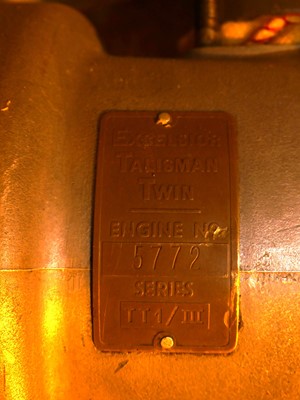 EXCELSIOR
TALISMAN
TWIN
ENGINE NO
5772
SERIES
TT1/III